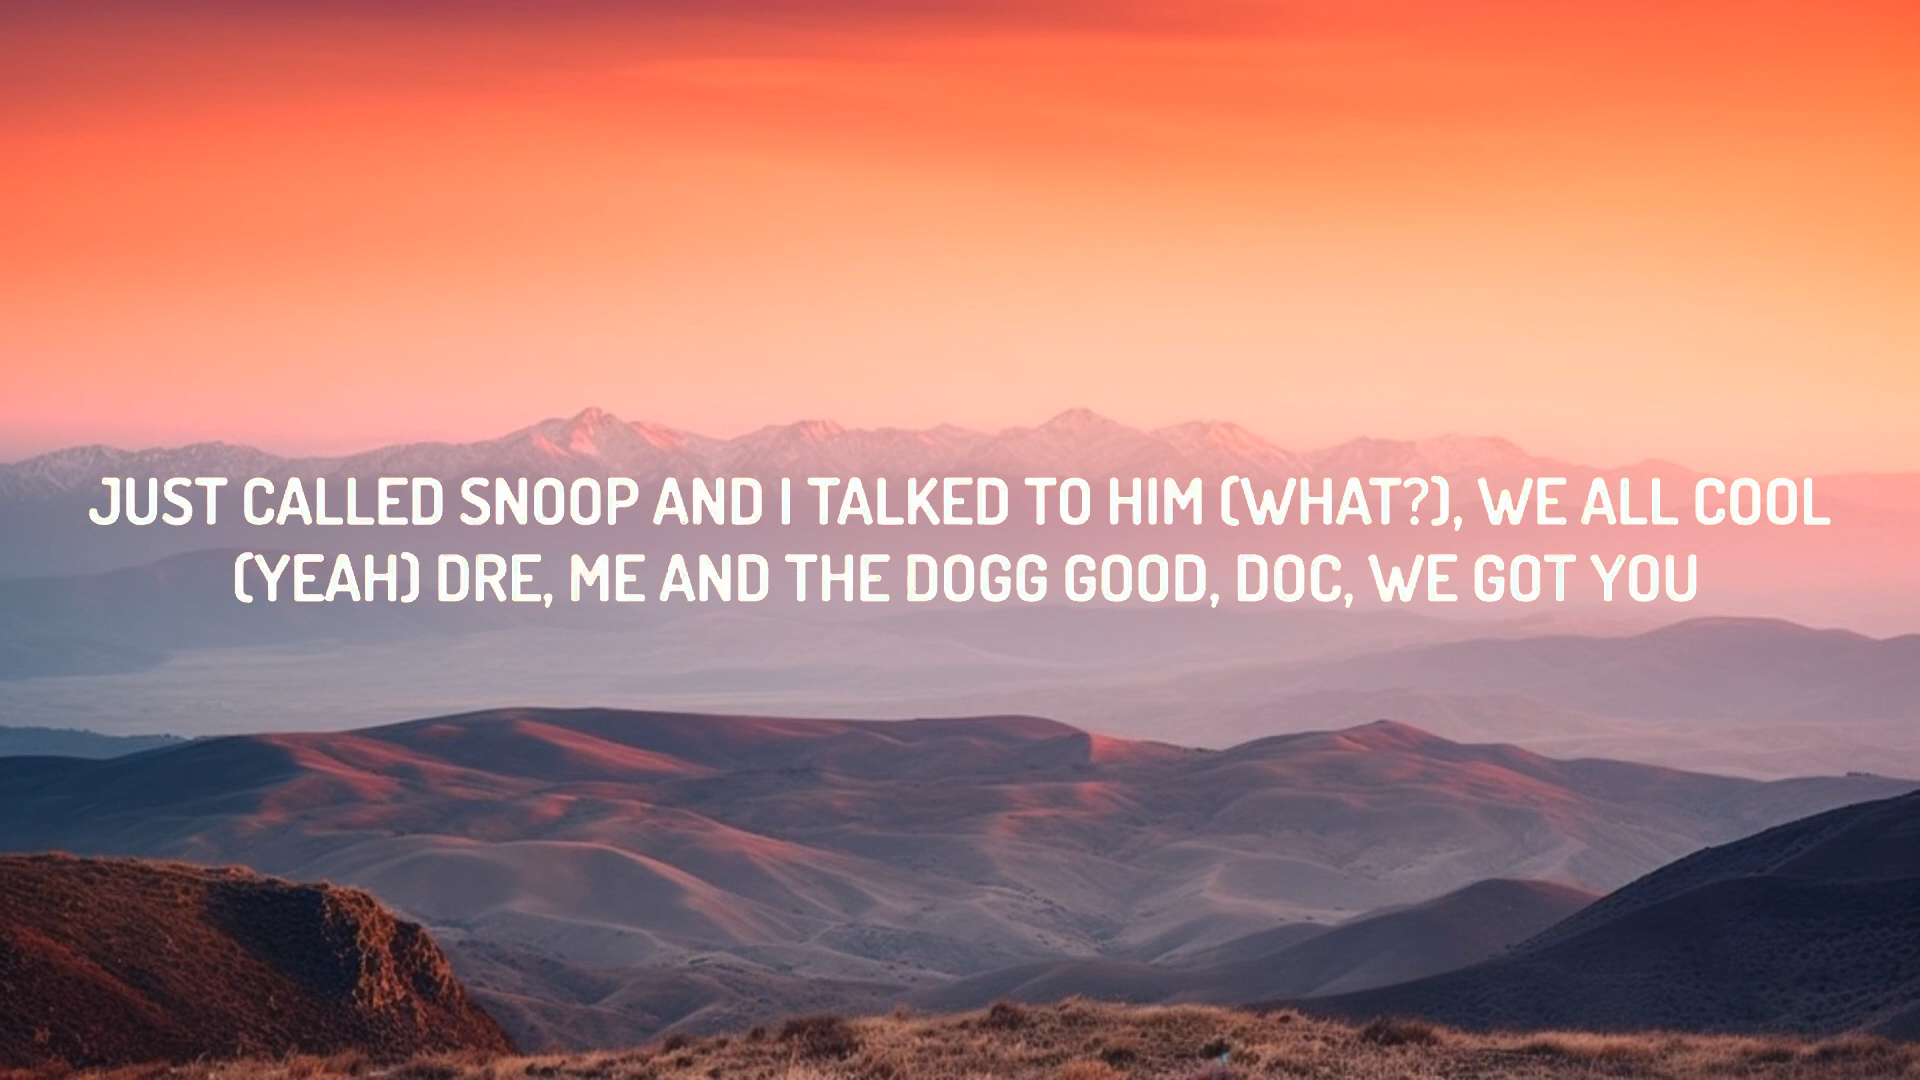 JUST CALLED SNOOP AND I TALKED TO HIM (WHAT?), WE ALL COOL
(YEAH) DRE, ME AND THE DOGG GOOD, DOC, WE GOT YOU